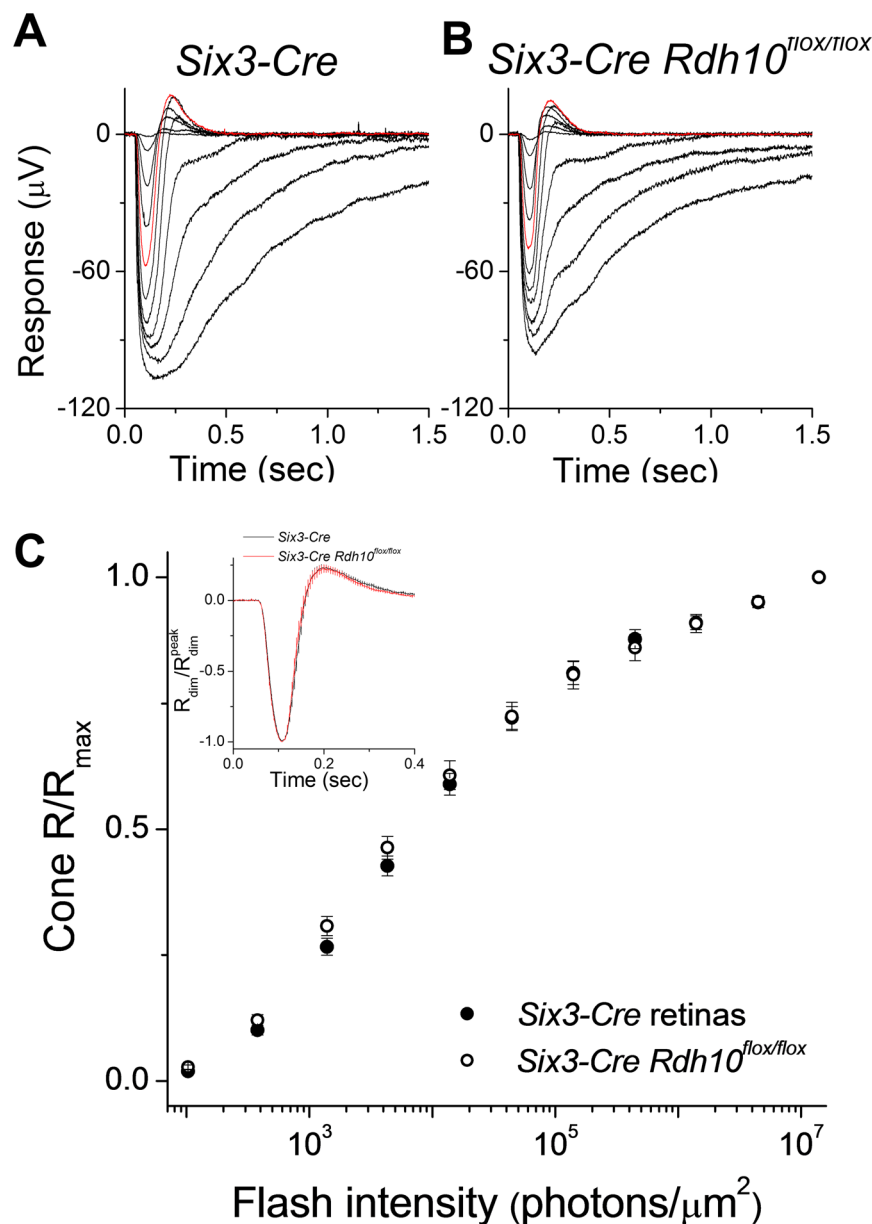 A
Six3-Cre
B
Six3-Cre Rdh10flox/flox
0
-60
-120
Response (μV)
0.0 0.5 1.0 1.5
Time (sec)
0
-60
-120
0.0 0.5 1.0 1.5
Time (sec)
C
Six3-Cre
Six3-Cre Rdh10flox/flox
0.0
-0.5
-1.0
Rdim/Rdimpeak
0.0 0.2 0.4
Time (sec)
1.0
0.5
0.0
Cone R/Rmax
Six3-Cre retinas
Six3-Cre Rdh10flox/flox
10³ 10⁵ 10⁷
Flash intensity (photons/μm²)